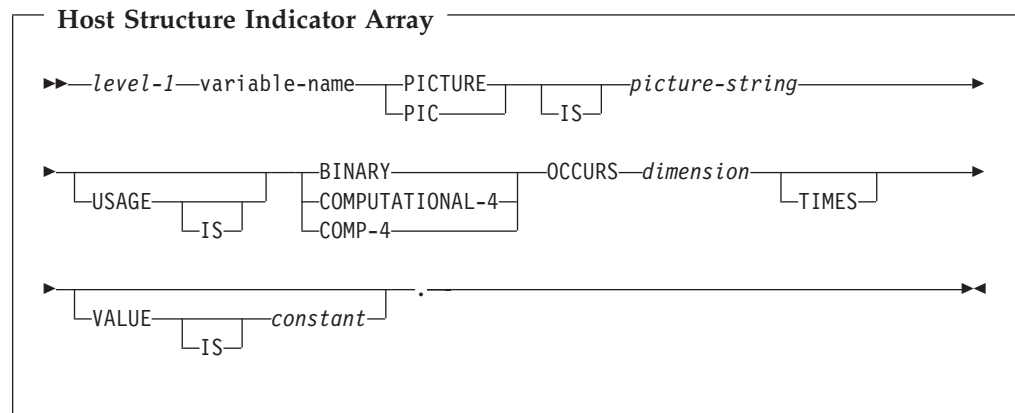 Host Structure Indicator Array
level-1 variable-name PICTURE picture-string
PIC IS
BINARY OCCURS dimension
USAGE COMPUTATIONAL-4 TIMES
IS COMP-4
.
VALUE constant
IS